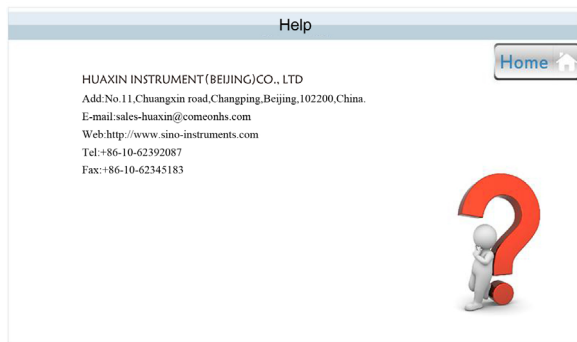 Help
Home
HUAXIN INSTRUMENT(BEIJING)CO., LTD
Add:No.11,Chuangxin road,Changping,Beijing,102200,China.
E-mail:sales-huaxin@comeonhs.com
Web:http://www.sino-instruments.com
Tel:+86-10-62392087
Fax:+86-10-62345183